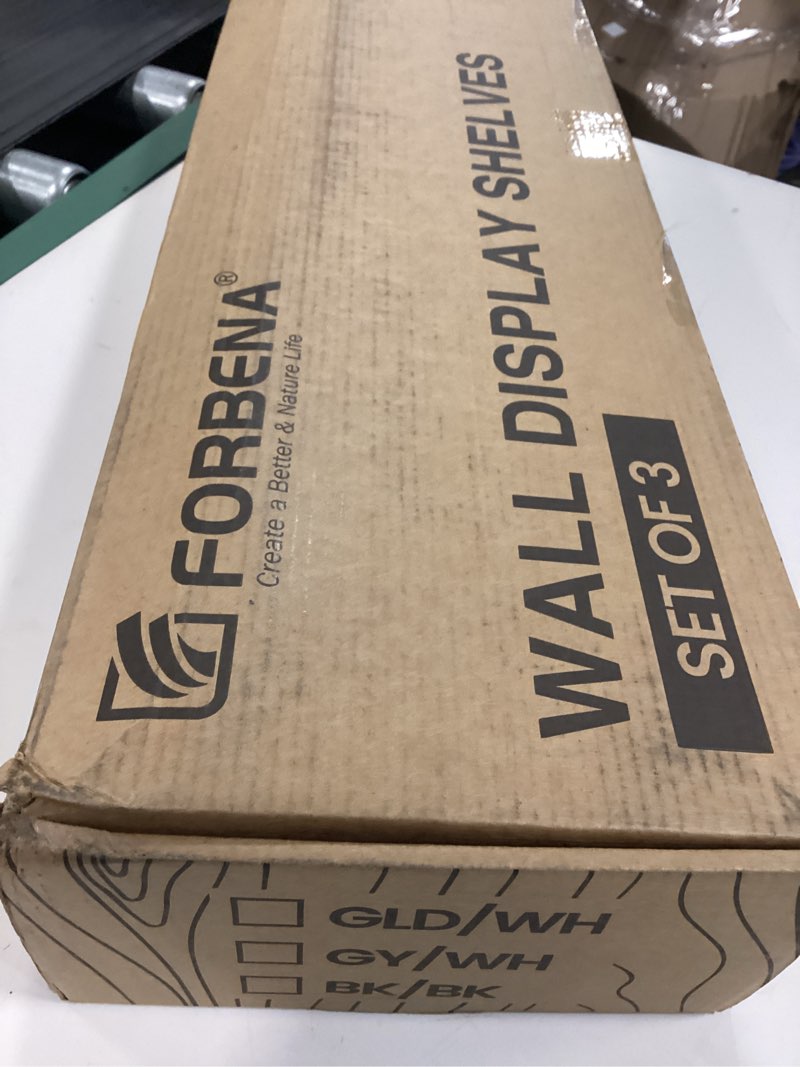 FORBENA®
Create a Better & Nature Life
WALL DISPLAY SHELVES
SET OF 3
GLD/WH
GY/WH
BK/BK